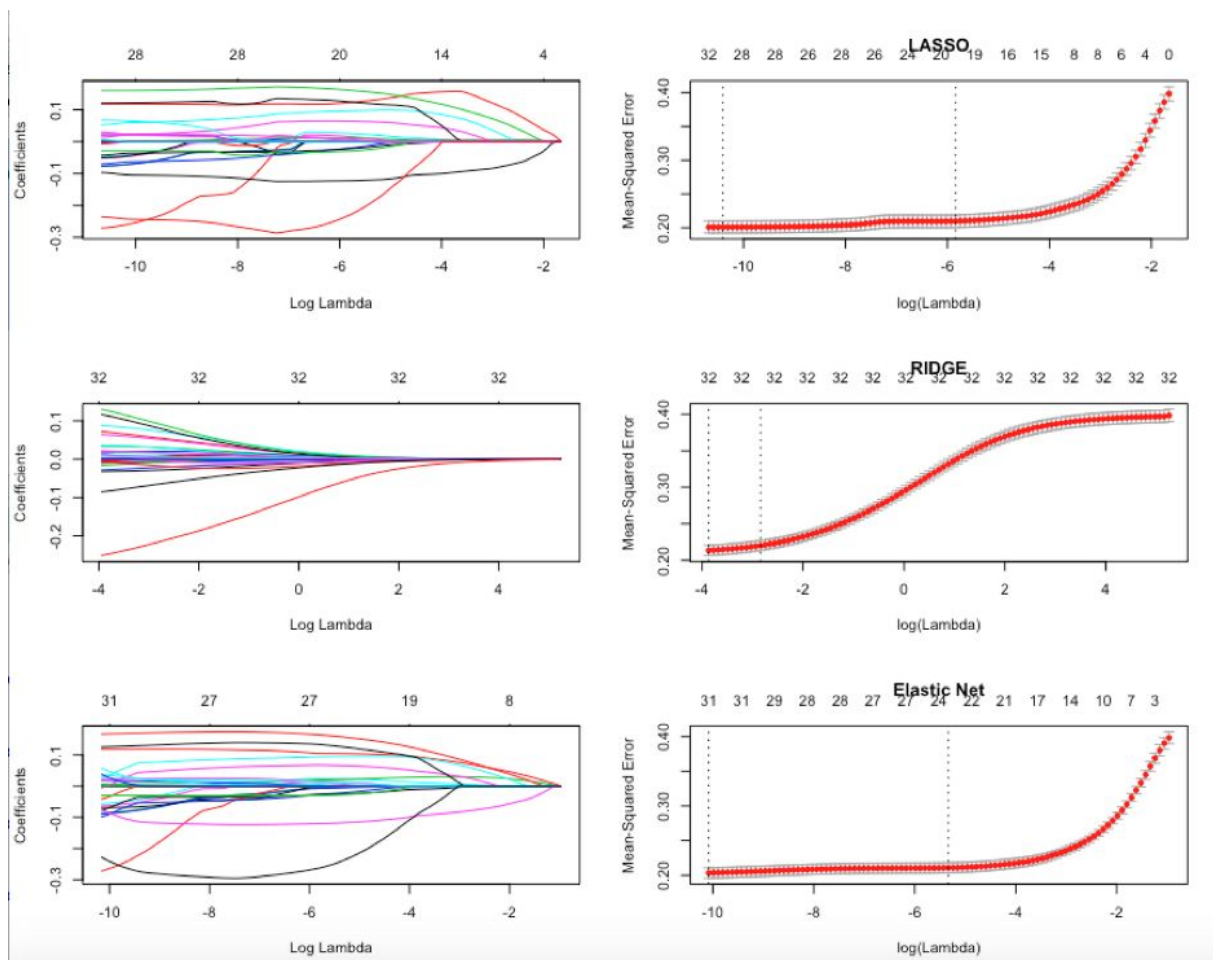 LASSO
28 28 20 14 4
32 28 28 26 28 26 24 20 19 16 15 8 8 6 4 0
Coefficients
0.1
-0.1
-0.3
-10 -8 -6 -4 -2
Log Lambda
Mean-Squared Error
0.40
0.30
0.20
-10 -8 -6 -4 -2
log(Lambda)
RIDGE
32 32 32 32 32
32 32 32 32 32 32 32 32 32 32 32 32 32 32 32
Coefficients
0.1
0.0
-0.1
-0.2
-4 -2 0 2 4
Log Lambda
Mean-Squared Error
0.40
0.30
0.20
-4 -2 0 2 4
log(Lambda)
Elastic Net
31 27 27 19 8
31 31 29 28 28 27 27 24 22 21 17 14 10 7 3
Coefficients
0.1
-0.1
-0.3
-10 -8 -6 -4 -2
Log Lambda
Mean-Squared Error
0.40
0.30
0.20
-10 -8 -6 -4 -2
log(Lambda)